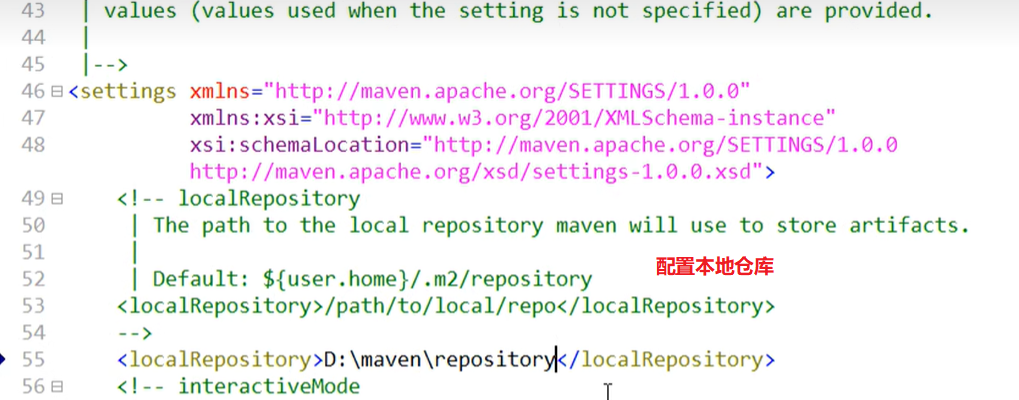 43 | values (values used when the setting is not specified) are provided.
44 |
45 |-->
46 <settings xmlns="http://maven.apache.org/SETTINGS/1.0.0"
47 xmlns:xsi="http://www.w3.org/2001/XMLSchema-instance"
48 xsi:schemaLocation="http://maven.apache.org/SETTINGS/1.0.0
http://maven.apache.org/xsd/settings-1.0.0.xsd">
49 <!-- localRepository
50 | The path to the local repository maven will use to store artifacts.
51 |
配置本地仓库
52 | Default: ${user.home}/.m2/repository
53 <localRepository>/path/to/local/repo</localRepository>
54 -->
55 <localRepository>D:\maven\repository</localRepository>
56 <!-- interactiveMode